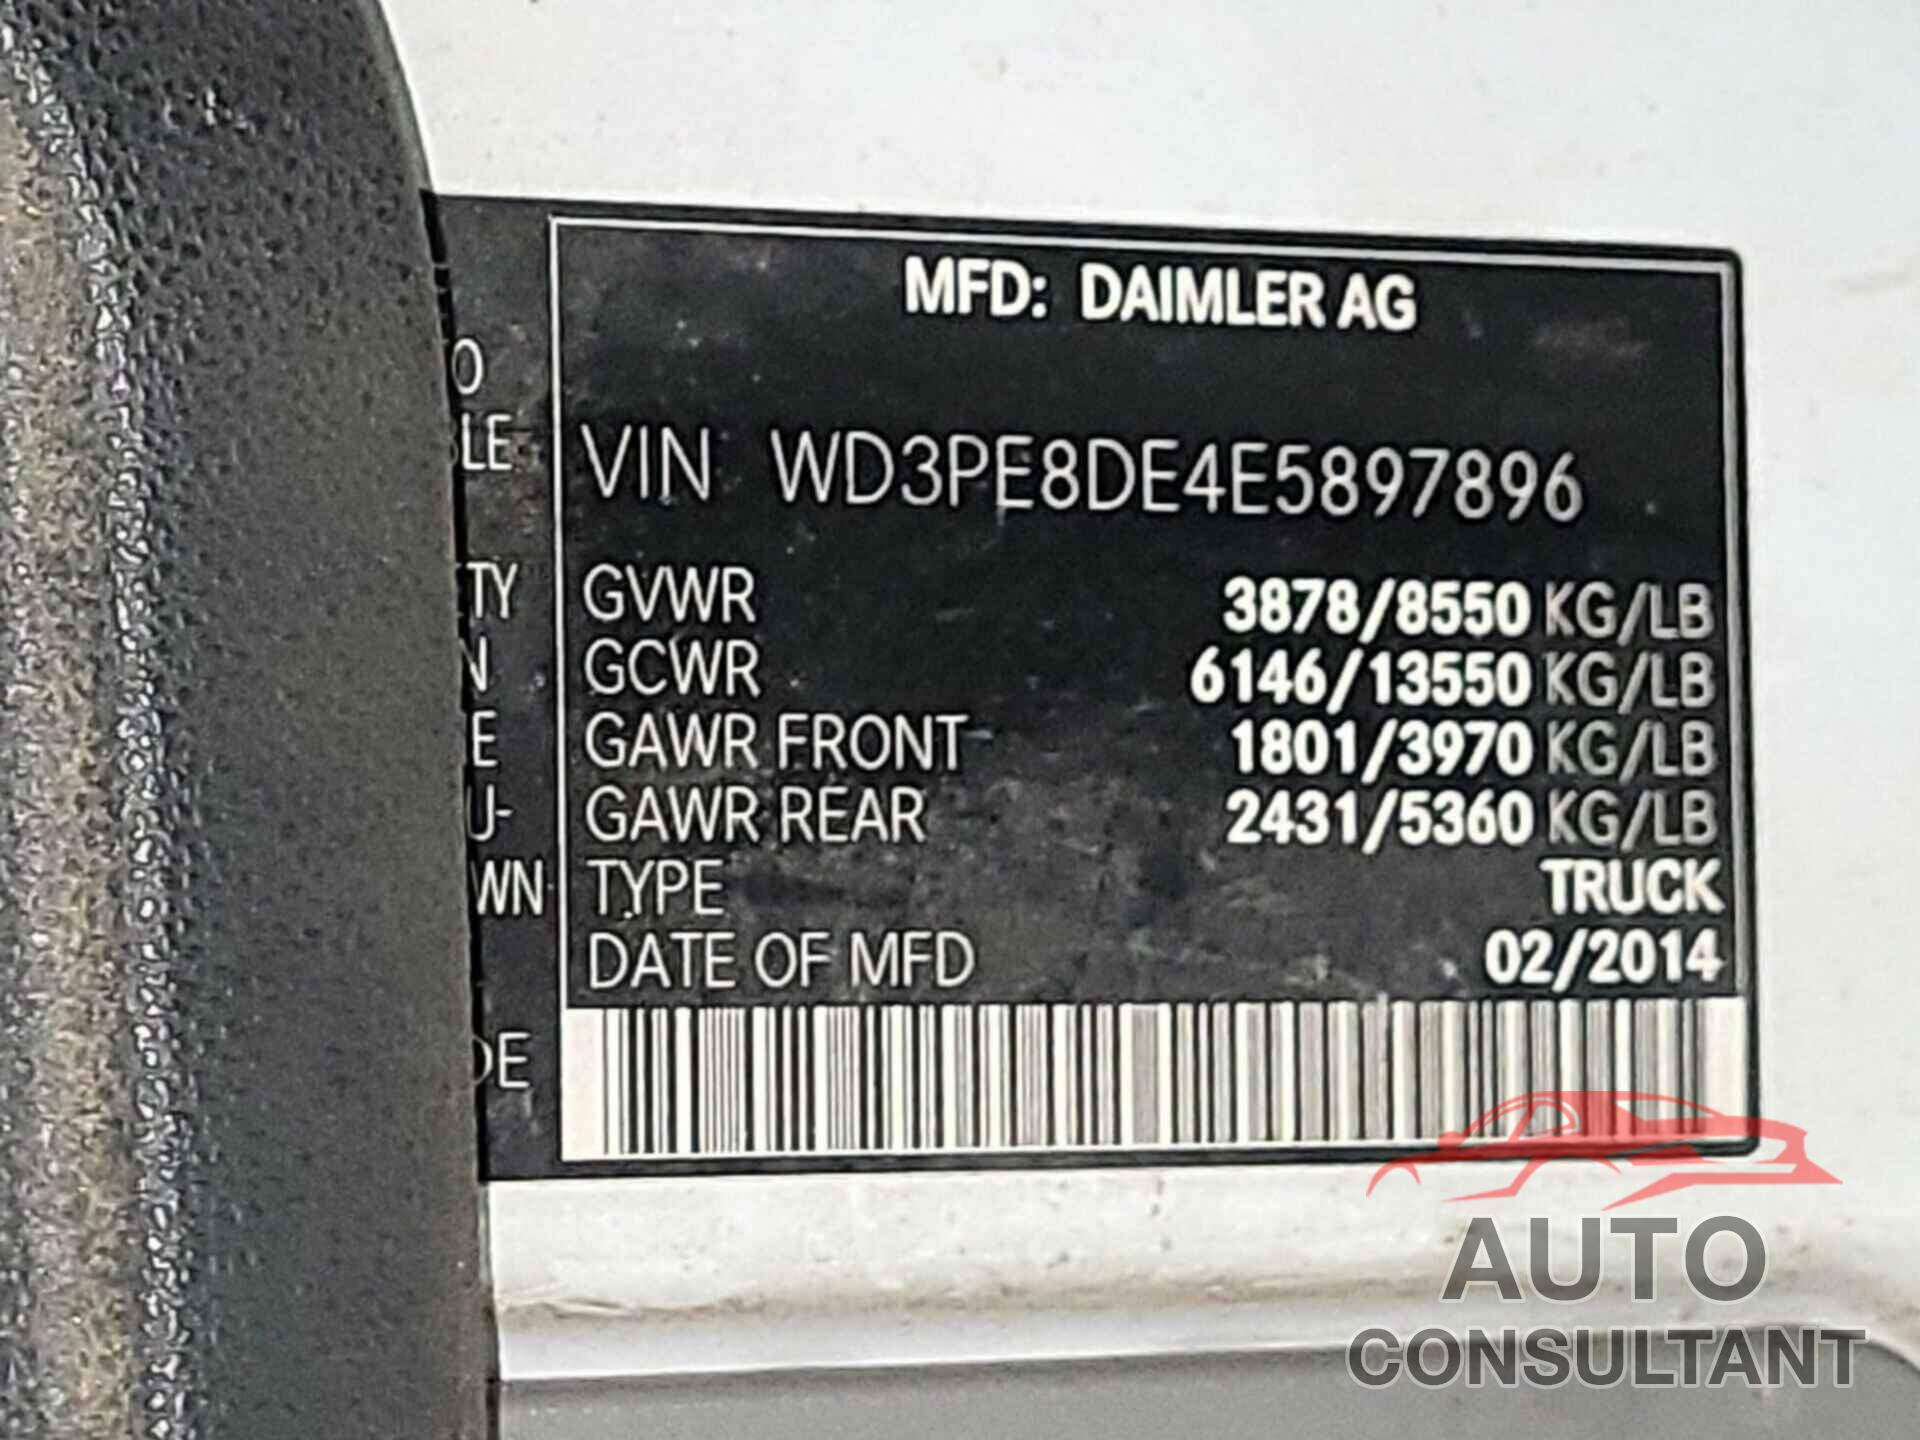 MFD: DAIMLER AG
VIN WD3PE8DE4E5897896
GVWR 3878/8550 KG/LB
GCWR 6146/13550 KG/LB
GAWR FRONT 1801/3970 KG/LB
GAWR REAR 2431/5360 KG/LB
TYPE TRUCK
DATE OF MFD 02/2014
AUTO
CONSULTANT